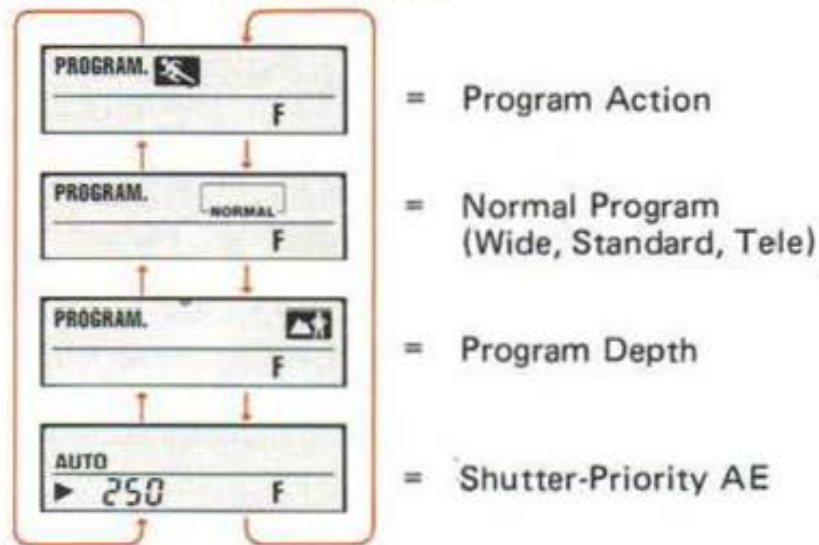 PROGRAM.
F
= Program Action
PROGRAM.
NORMAL
F
= Normal Program
(Wide, Standard, Tele)
PROGRAM.
F
= Program Depth
AUTO
▶ 250 F
= Shutter-Priority AE